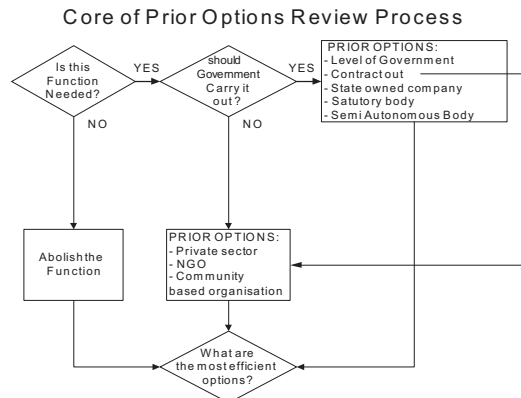 Core of Prior Options Review Process
Is this
Function
Needed?
YES
NO
should
Government
Carry it
out?
YES
NO
PRIOR OPTIONS:
- Level of Government
- Contract out
- State owned company
- Satutory body
- Semi Autonomous Body
Abolish the
Function
PRIOR OPTIONS:
- Private sector
- NGO
- Community
based organisation
What are
the most efficient
options?